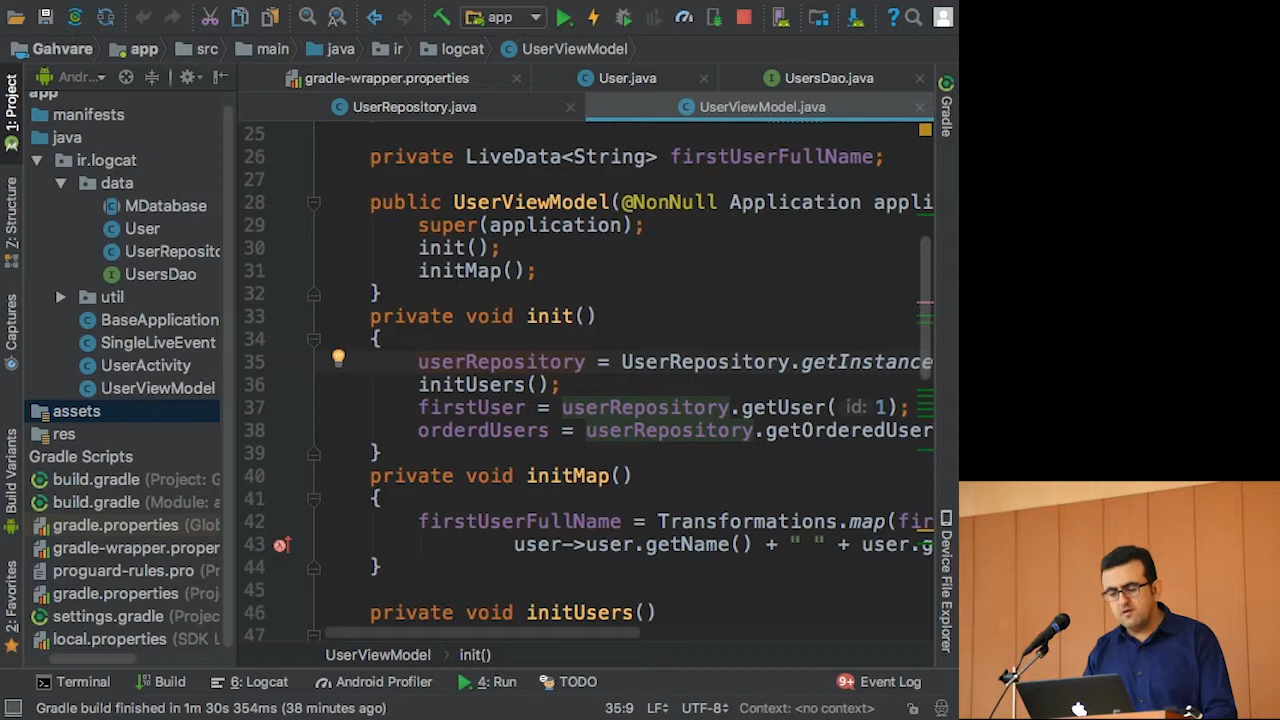 app
Gahvare app src main java ir logcat UserViewModel
1: Project
Andr...
gradle-wrapper.properties
User.java
UsersDao.java
UserRepository.java
UserViewModel.java
app
manifests
java
ir.logcat
data
MDatabase
User
UserReposito
UsersDao
util
BaseApplication
SingleLiveEvent
UserActivity
UserViewModel
assets
res
Gradle Scripts
build.gradle (Project: G
build.gradle (Module: a
gradle.properties (Glob
gradle-wrapper.proper
proguard-rules.pro (Pr
gradle.properties (Proj
settings.gradle (Projec
local.properties (SDK L
Z: Structure
Captures
Build Variants
2: Favorites
25
26 private LiveData<String> firstUserFullName;
27
28 public UserViewModel(@NonNull Application appli
29 super(application);
30 init();
31 initMap();
32 }
33 private void init()
34 {
35 userRepository = UserRepository.getInstance
36 initUsers();
37 firstUser = userRepository.getUser( id: 1);
38 orderdUsers = userRepository.getOrderedUser
39 }
40 private void initMap()
41 {
42 firstUserFullName = Transformations.map(fir
43 user->user.getName() + " " + user.g
44 }
45
46 private void initUsers()
47
Gradle
Device File Explorer
UserViewModel init()
Terminal Build 6: Logcat Android Profiler 4: Run TODO 9+ Event Log
Gradle build finished in 1m 30s 354ms (38 minutes ago) 35:9 LF UTF-8 Context: <no context>